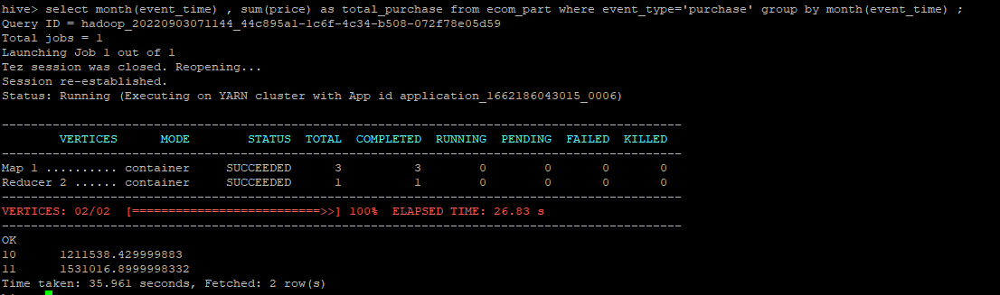 hive> select month(event_time) , sum(price) as total_purchase from ecom_part where event_type='purchase' group by month(event_time) ;
Query ID = hadoop_20220903071144_44c895a1-1c6f-4c34-b508-072f78e05d59
Total jobs = 1
Launching Job 1 out of 1
Tez session was closed. Reopening...
Session re-established.
Status: Running (Executing on YARN cluster with App id application_1662186043015_0006)
----------------------------------------------------------------------------------------------
        VERTICES      MODE        STATUS  TOTAL  COMPLETED  RUNNING  PENDING  FAILED  KILLED
----------------------------------------------------------------------------------------------
Map 1 .......... container     SUCCEEDED      3          3        0        0       0       0
Reducer 2 ...... container     SUCCEEDED      1          1        0        0       0       0
----------------------------------------------------------------------------------------------
VERTICES: 02/02  [==========================>>] 100%  ELAPSED TIME: 26.83 s
----------------------------------------------------------------------------------------------
OK
10      1211538.429999883
11      1531016.8999998332
Time taken: 35.961 seconds, Fetched: 2 row(s)